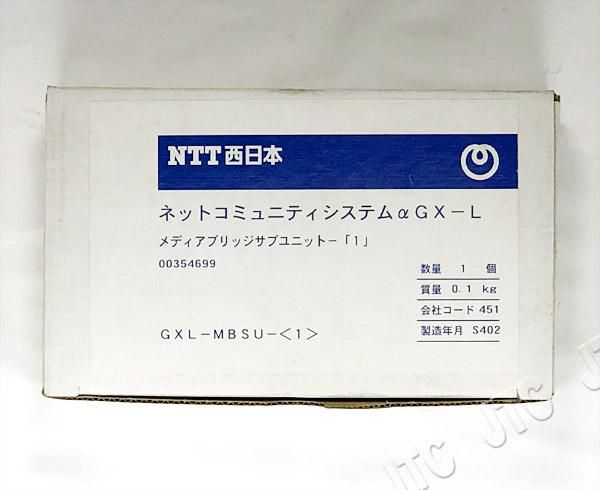 NTT西日本
ネットコミュニティシステムαGX-L
メディアブリッジサブユニット-「1」
00354699
数量 1 個
質量 0.1 kg
会社コード 451
製造年月 S402
GXL-MBSU-<1>
JTC JTC JTC